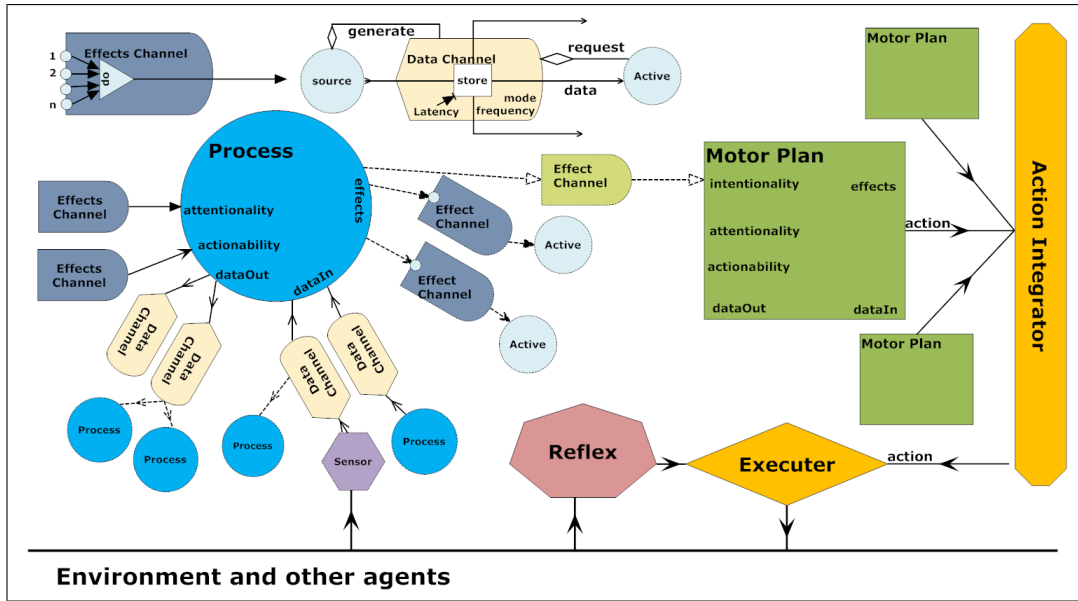 Effects Channel
1
2
n
do
generate
source
Data Channel
store
Latency
mode
frequency
request
data
Active
Motor Plan
Process
effects
attentionality
actionability
dataOut
dataIn
Effects
Channel
Effects
Channel
Effect
Channel
Effect
Channel
Active
Effect
Channel
Active
Motor Plan
intentionality
effects
attentionality
actionability
dataOut
dataIn
action
Action Integrator
Motor Plan
Data
Channel
Data
Channel
Data
Channel
Data
Channel
Process
Process
Process
Sensor
Process
Reflex
Executer
action
Environment and other agents